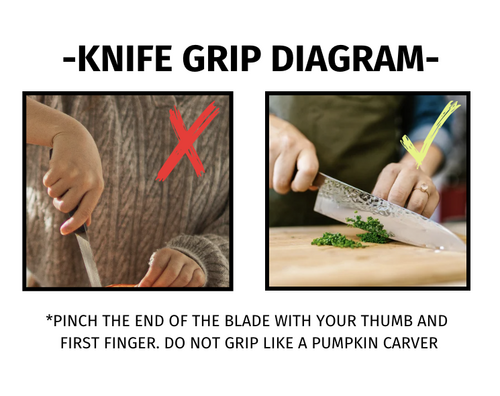 -KNIFE GRIP DIAGRAM-
*PINCH THE END OF THE BLADE WITH YOUR THUMB AND
FIRST FINGER. DO NOT GRIP LIKE A PUMPKIN CARVER